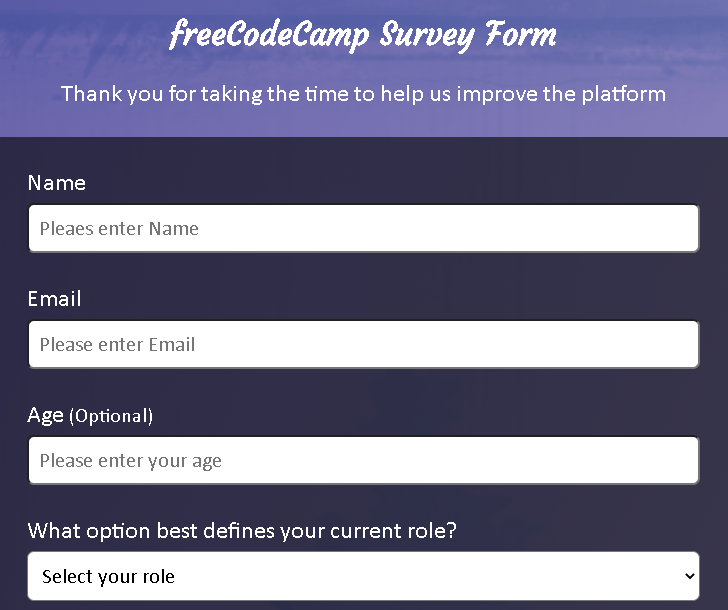 freeCodeCamp Survey Form
Thank you for taking the time to help us improve the platform
Name
Pleaes enter Name
Email
Please enter Email
Age (Optional)
Please enter your age
What option best defines your current role?
Select your role